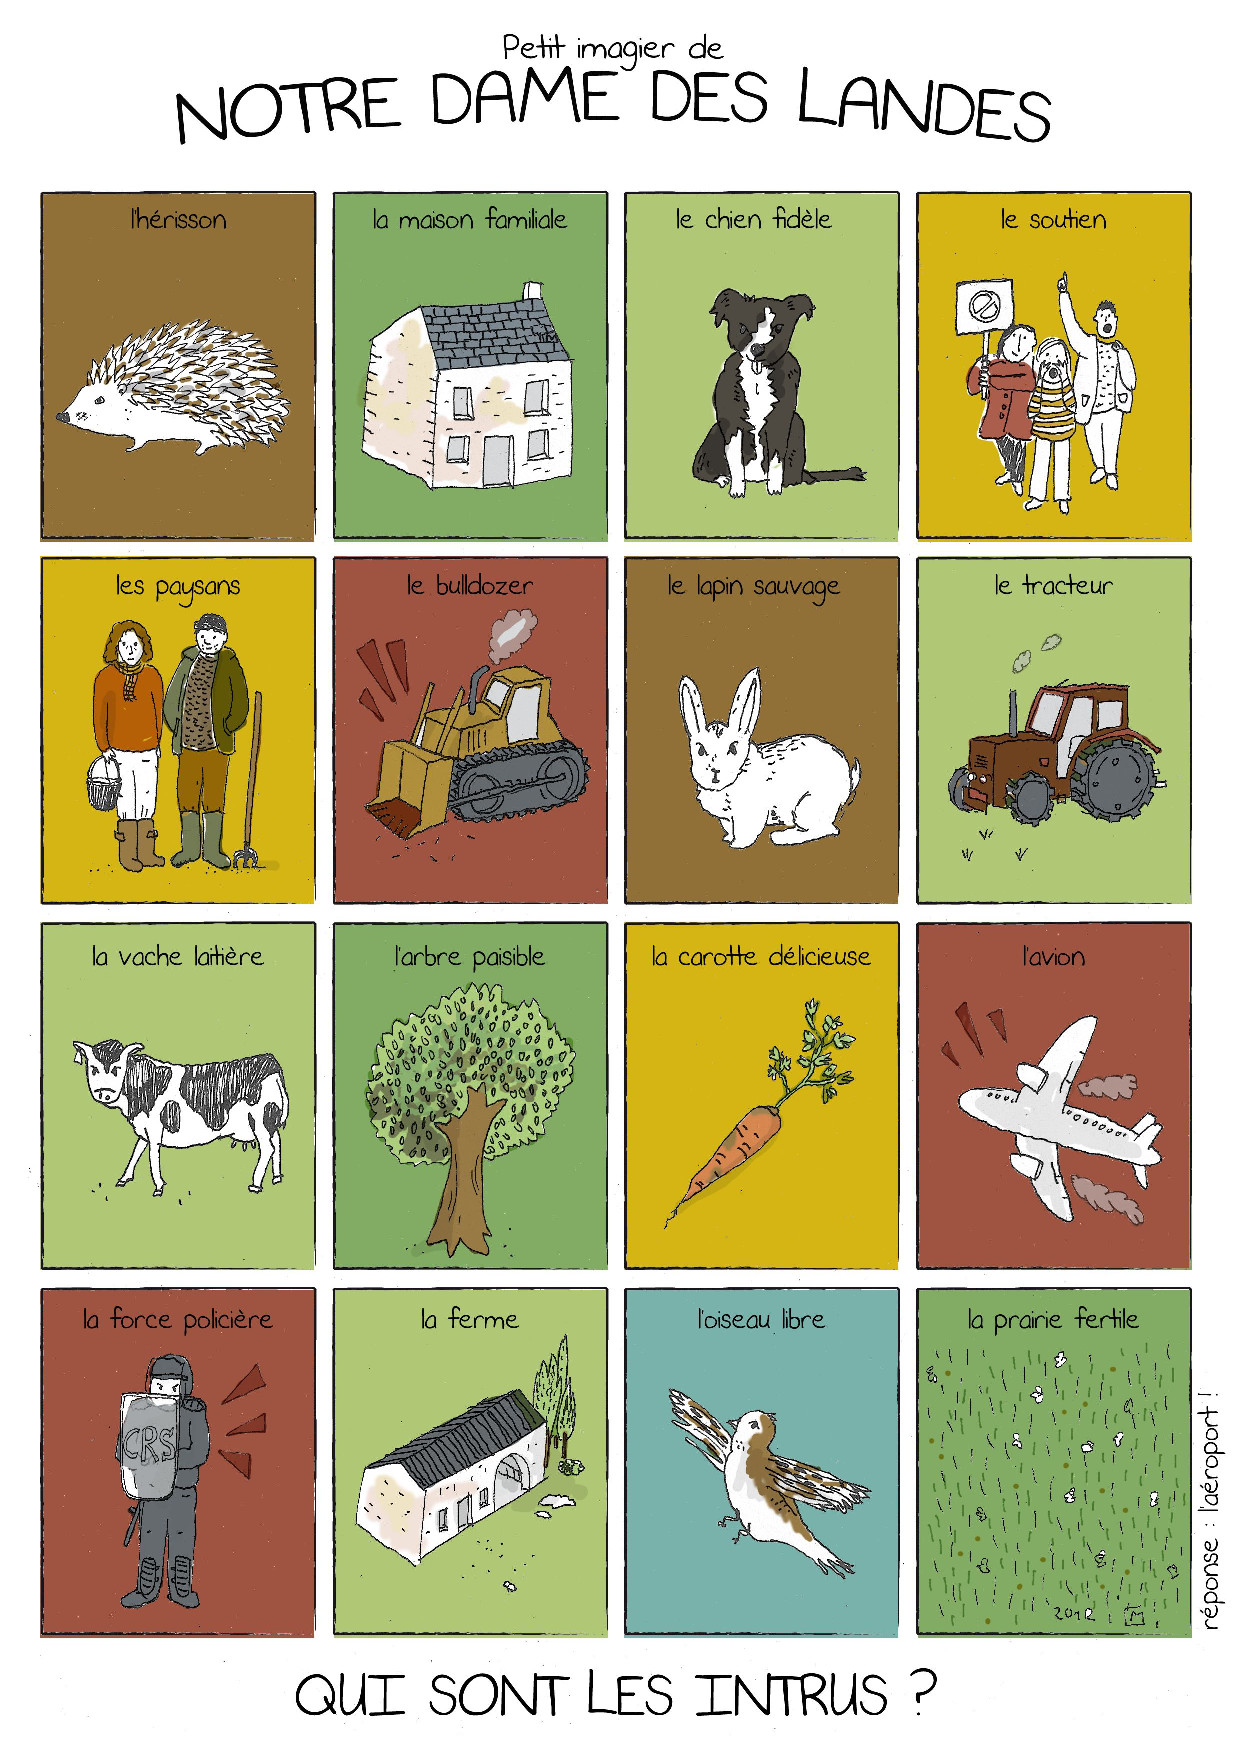 Petit imagier de
NOTRE DAME DES LANDES
l'hérisson
la maison familiale
le chien fidèle
le soutien
les paysans
le bulldozer
le lapin sauvage
le tracteur
la vache laitière
l'arbre paisible
la carotte délicieuse
l'avion
la force policière
CRS
la ferme
l'oiseau libre
la prairie fertile
2012 M
réponse : l'aéroport !
QUI SONT LES INTRUS ?